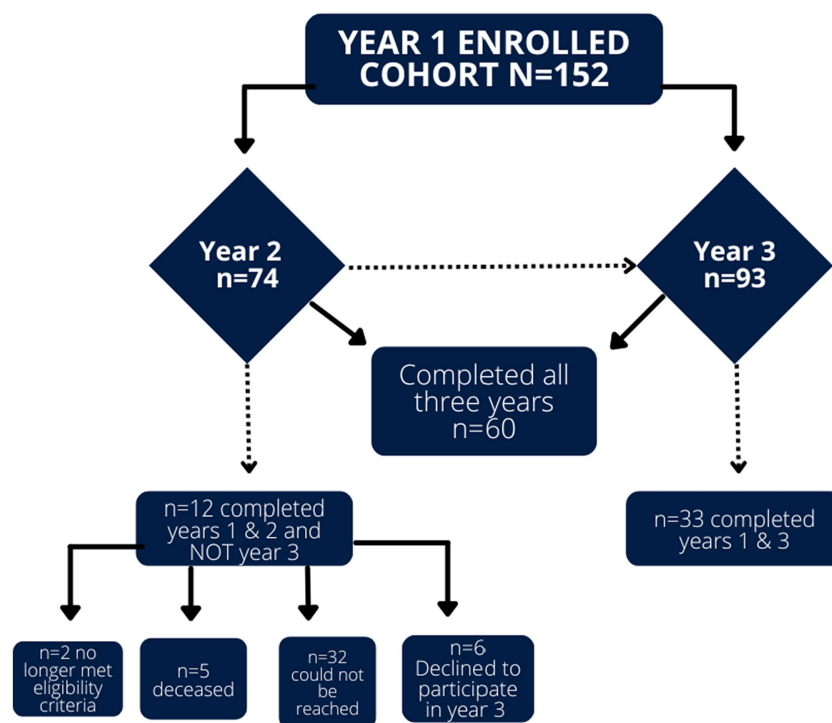 YEAR 1 ENROLLED
COHORT N=152
Year 2
n=74
Year 3
n=93
Completed all
three years
n=60
n=12 completed
years 1 & 2 and
NOT year 3
n=33 completed
years 1 & 3
n=2 no
longer met
eligibility
criteria
n=5
deceased
n=32
could not
be
reached
n=6
Declined to
participate
in year 3